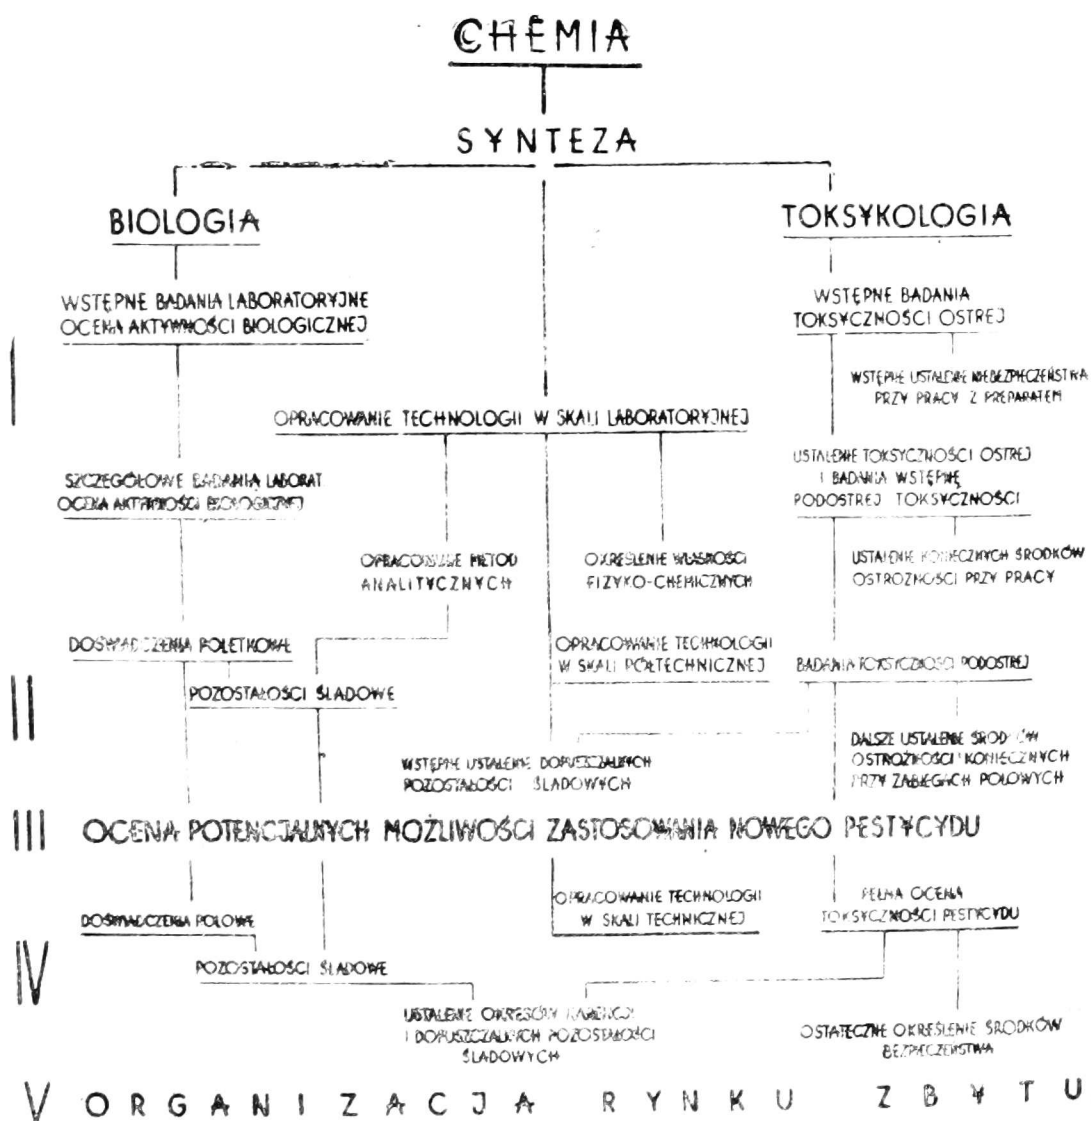 CHEMIA
SYNTEZA
BIOLOGIA
TOKSYKOLOGIA
WSTĘPNE BADANIA LABORATORYJNE
OCENA AKTYWNOŚCI BIOLOGICZNEJ
WSTĘPNE BADANIA
TOKSYCZNOŚCI OSTREJ
I
WSTĘPNE USTALENIE NIEBEZPIECZEŃSTWA
PRZY PRACY Z PREPARATEM
OPRACOWANIE TECHNOLOGII W SKALI LABORATORYJNEJ
SZCZEGÓŁOWE BADANIA LABORAT
OCENA AKTYWNOŚCI BIOLOGICZNEJ
USTALENIE TOKSYCZNOŚCI OSTREJ
I BADANIA WSTĘPNE
PODOSTREJ TOKSYCZNOŚCI
OPRACOWANIE METOD
ANALITYCZNYCH
OKREŚLENIE WŁASNOŚCI
FIZYKO-CHEMICZNYCH
USTALENIE KONIECZNYCH ŚRODKÓW
OSTROŻNOŚCI PRZY PRACY
DOŚWIADCZENIA POLETKOWE
OPRACOWANIE TECHNOLOGII
W SKALI PÓŁTECHNICZNEJ
BADANIA TOKSYCZNOŚCI PODOSTREJ
II
POZOSTAŁOŚCI ŚLADOWE
WSTĘPNE USTALENIE DOPUSZCZALNYCH
POZOSTAŁOŚCI ŚLADOWYCH
DALSZE USTALENIE ŚRODKÓW
OSTROŻNOŚCI KONIECZNYCH
PRZY ZABIEGACH POLOWYCH
III OCENA POTENCJALNYCH MOŻLIWOŚCI ZASTOSOWANIA NOWEGO PESTYCYDU
DOŚWIADCZENIA POLOWE
OPRACOWANIE TECHNOLOGII
W SKALI TECHNICZNEJ
PEŁNA OCENA
TOKSYCZNOŚCI PESTYCYDU
IV
POZOSTAŁOŚCI ŚLADOWE
USTALENIE OKRESÓW KARENCJI
I DOPUSZCZALNYCH POZOSTAŁOŚCI
ŚLADOWYCH
OSTATECZNE OKREŚLENIE ŚRODKÓW
BEZPIECZEŃSTWA
V ORGANIZACJA RYNKU ZBYTU